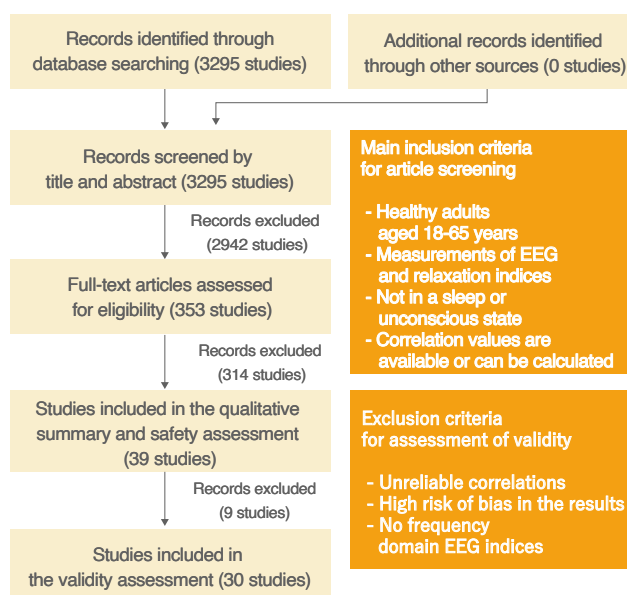 Records identified through
database searching (3295 studies)
Additional records identified
through other sources (0 studies)
Records screened by
title and abstract (3295 studies)
Records excluded
(2942 studies)
Full-text articles assessed
for eligibility (353 studies)
Records excluded
(314 studies)
Studies included in the qualitative
summary and safety assessment
(39 studies)
Records excluded
(9 studies)
Studies included in
the validity assessment (30 studies)
Main inclusion criteria
for article screening
- Healthy adults
aged 18-65 years
- Measurements of EEG
and relaxation indices
- Not in a sleep or
unconscious state
- Correlation values are
available or can be calculated
Exclusion criteria
for assessment of validity
- Unreliable correlations
- High risk of bias in the results
- No frequency
domain EEG indices